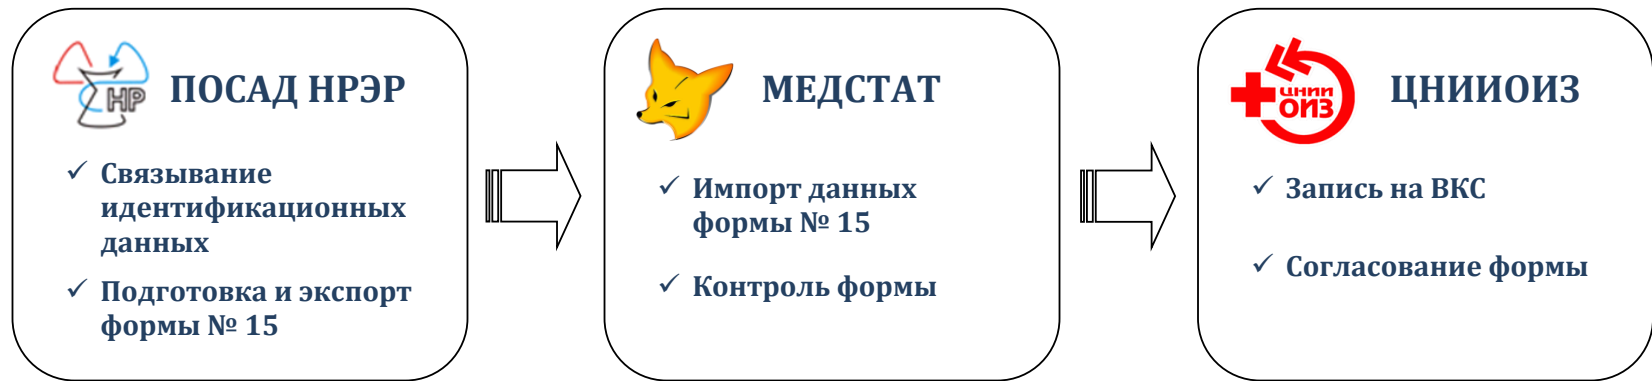 НР
ПОСАД НРЭР
✓ Связывание
идентификационных
данных
✓ Подготовка и экспорт
формы № 15
МЕДСТАТ
✓ Импорт данных
формы № 15
✓ Контроль формы
ЦНИИ
ОИЗ
ЦНИИОИЗ
✓ Запись на ВКС
✓ Согласование формы